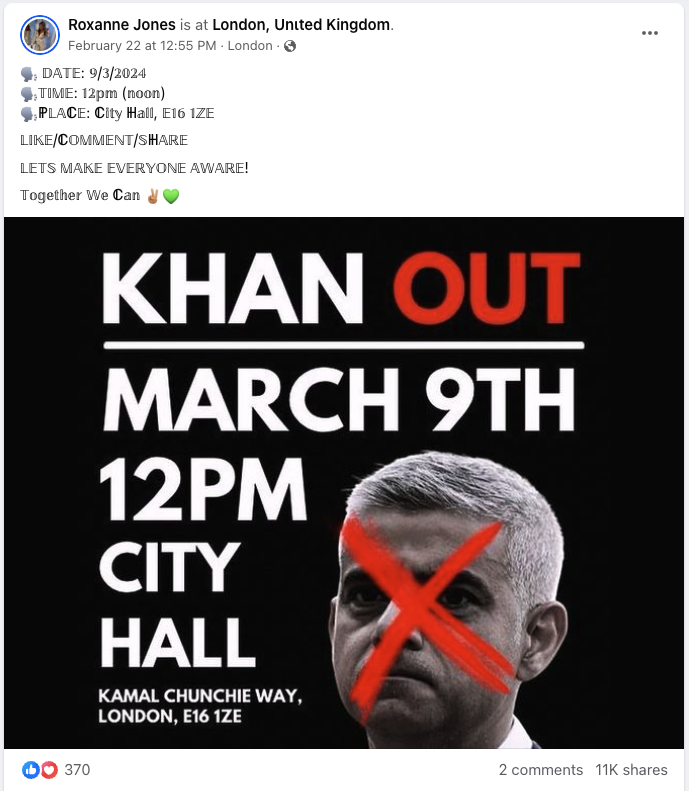 Roxanne Jones is at London, United Kingdom.
February 22 at 12:55 PM · London ·
🗣️ 𝔻𝔸𝕋𝔼: 𝟡/𝟛/𝟚𝟘𝟚𝟜
🗣️𝕋𝕀𝕄𝔼: 𝟙𝟚𝕡𝕞 (𝕟𝕠𝕠𝕟)
🗣️ℙ𝕃𝔸ℂ𝔼: ℂ𝕚𝕥𝕪 ℍ𝕒𝕝𝕝, 𝔼𝟙𝟞 𝟙ℤ𝔼
𝕃𝕀𝕂𝔼/ℂ𝕆𝕄𝕄𝔼ℕ𝕋/𝕊ℍ𝔸ℝ𝔼
𝕃𝔼𝕋𝕊 𝕄𝔸𝕂𝔼 𝔼𝕍𝔼ℝ𝕐𝕆ℕ𝔼 𝔸𝕎𝔸ℝ𝔼!
𝕋𝕠𝕘𝕖𝕥𝕙𝕖𝕣 𝕎𝕖 ℂ𝕒𝕟 ✌🏽💚
KHAN OUT
MARCH 9TH
12PM
CITY
HALL
KAMAL CHUNCHIE WAY,
LONDON, E16 1ZE
370
2 comments 11K shares